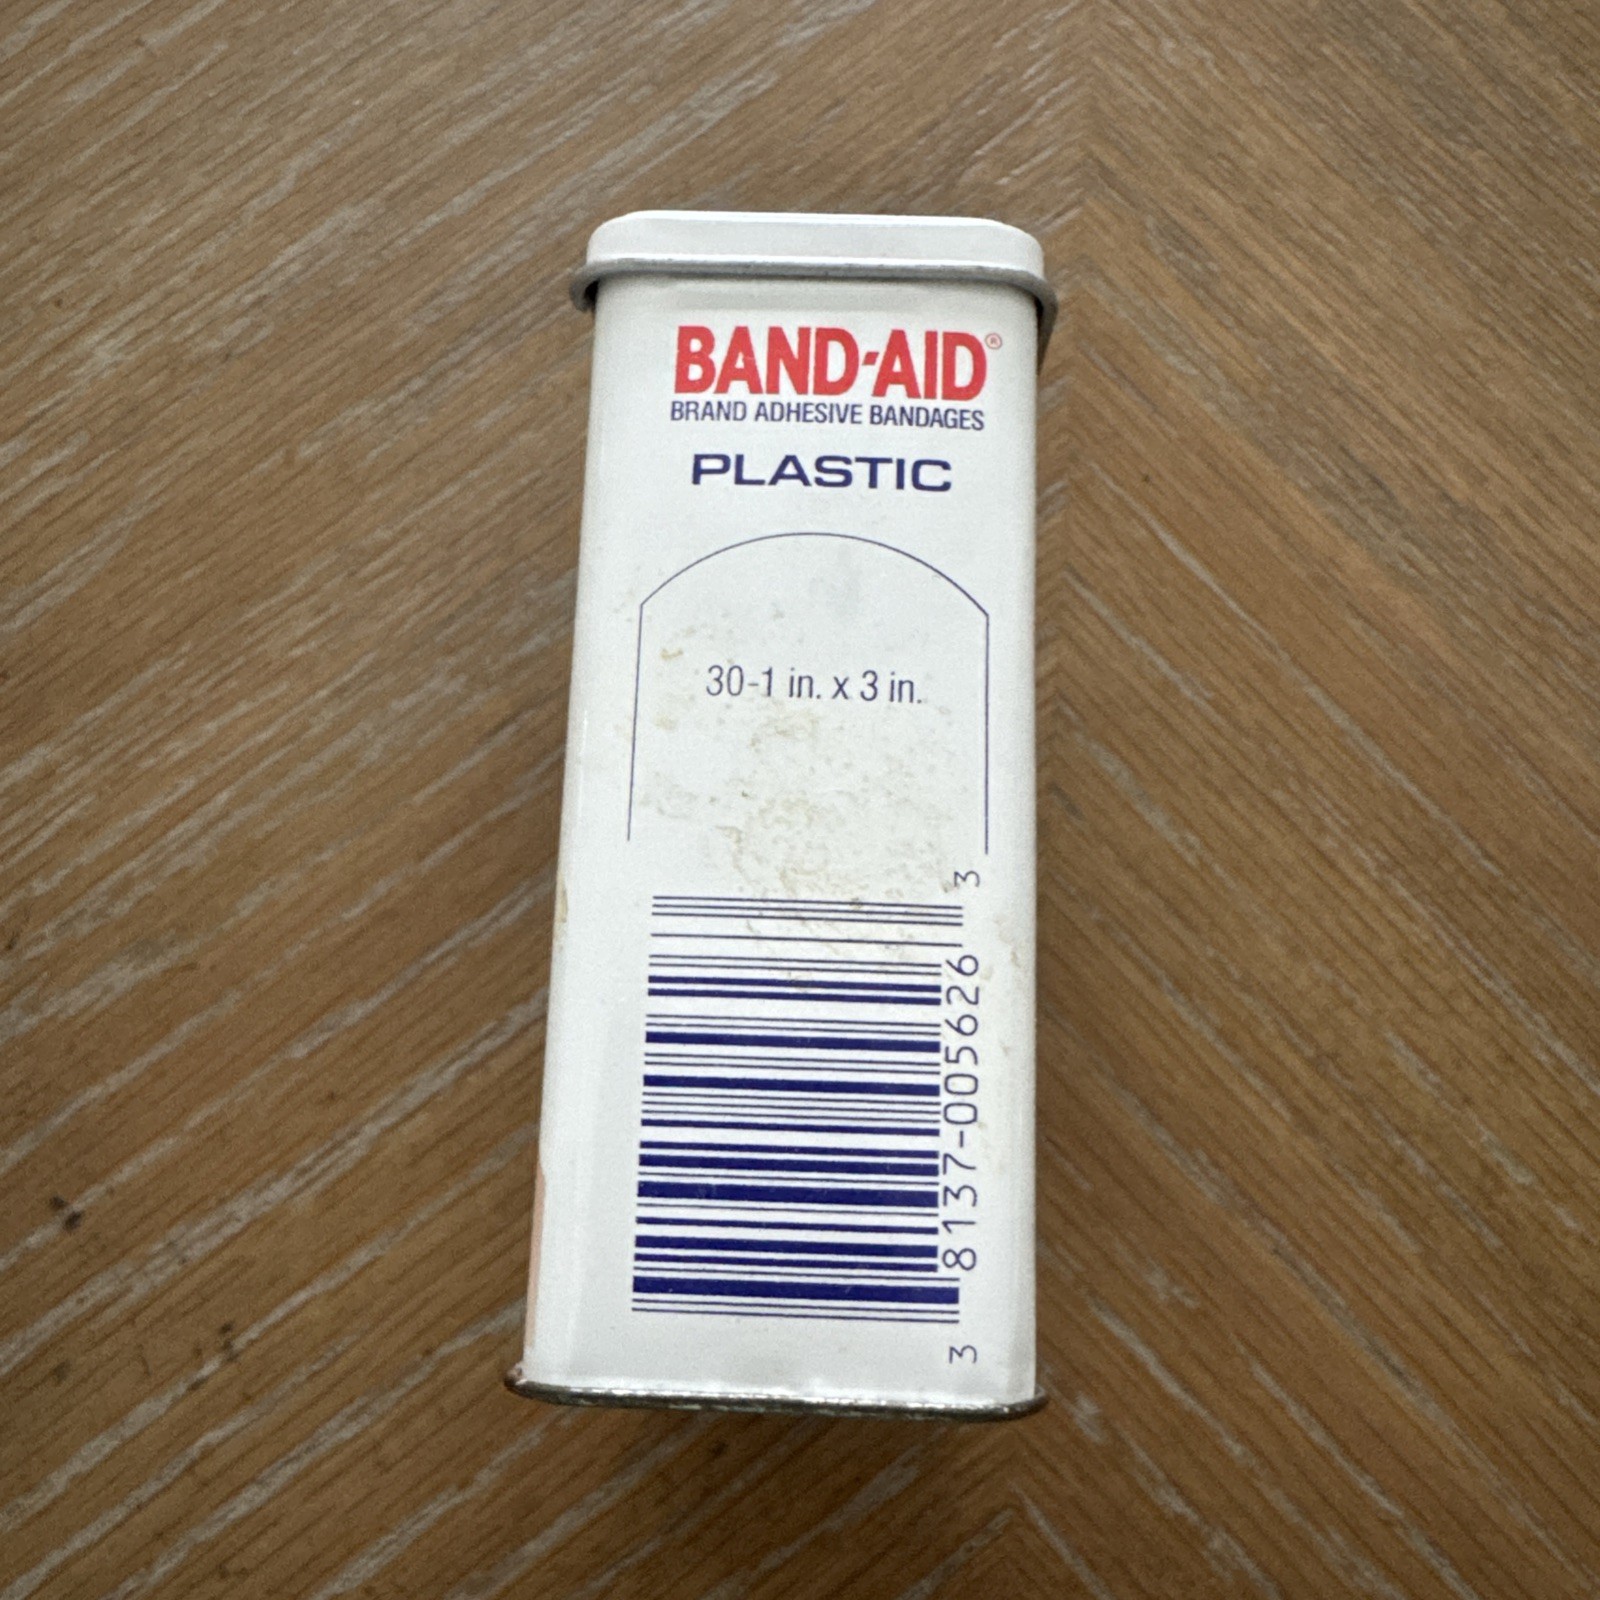 BAND-AID®
BRAND ADHESIVE BANDAGES
PLASTIC
30-1 in. x 3 in.
3 8137-005626 3